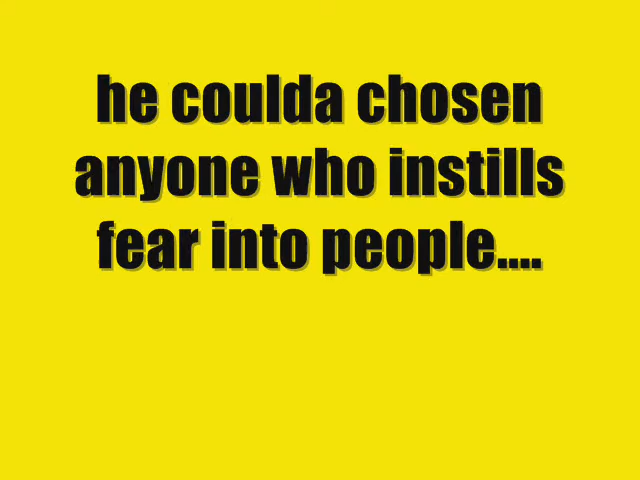 he coulda chosen
anyone who instills
fear into people....